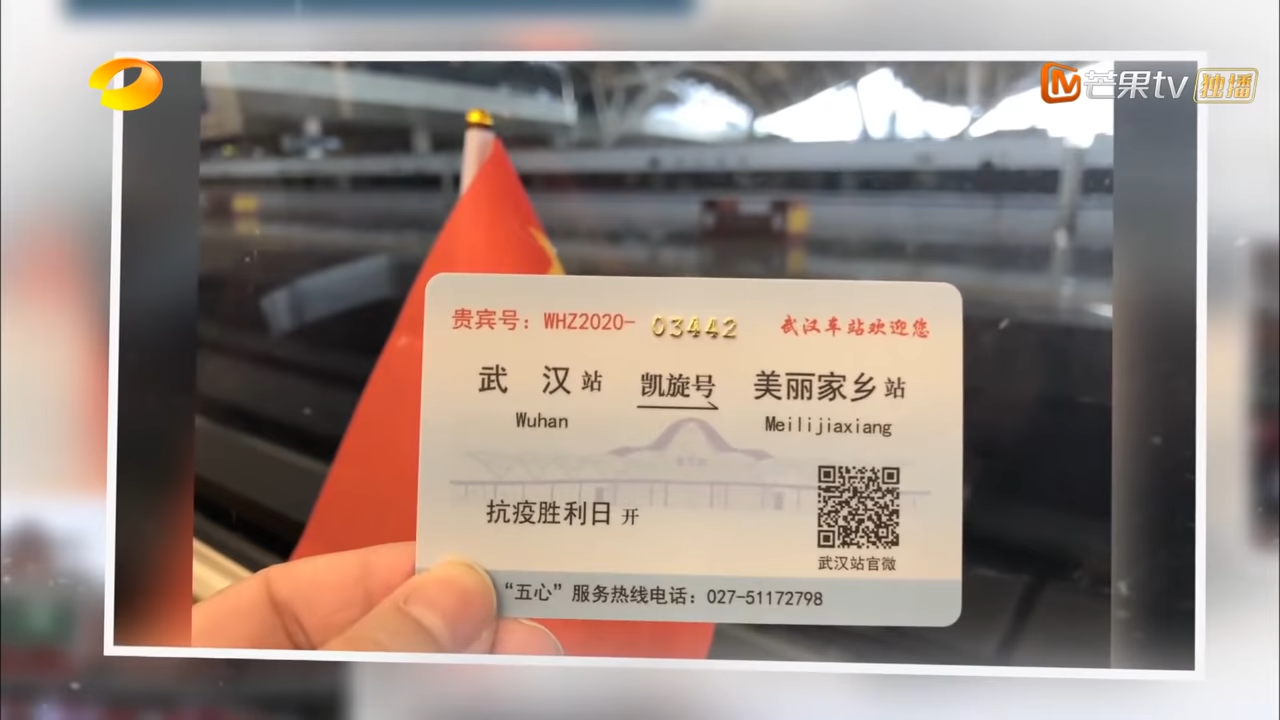 芒果tv 独播
贵宾号：WHZ2020- 03442 武汉车站欢迎您
武 汉 站 凯旋号 美丽家乡 站
Wuhan Meilijiaxiang
抗疫胜利日 开
武汉站官微
“五心”服务热线电话：027-51172798